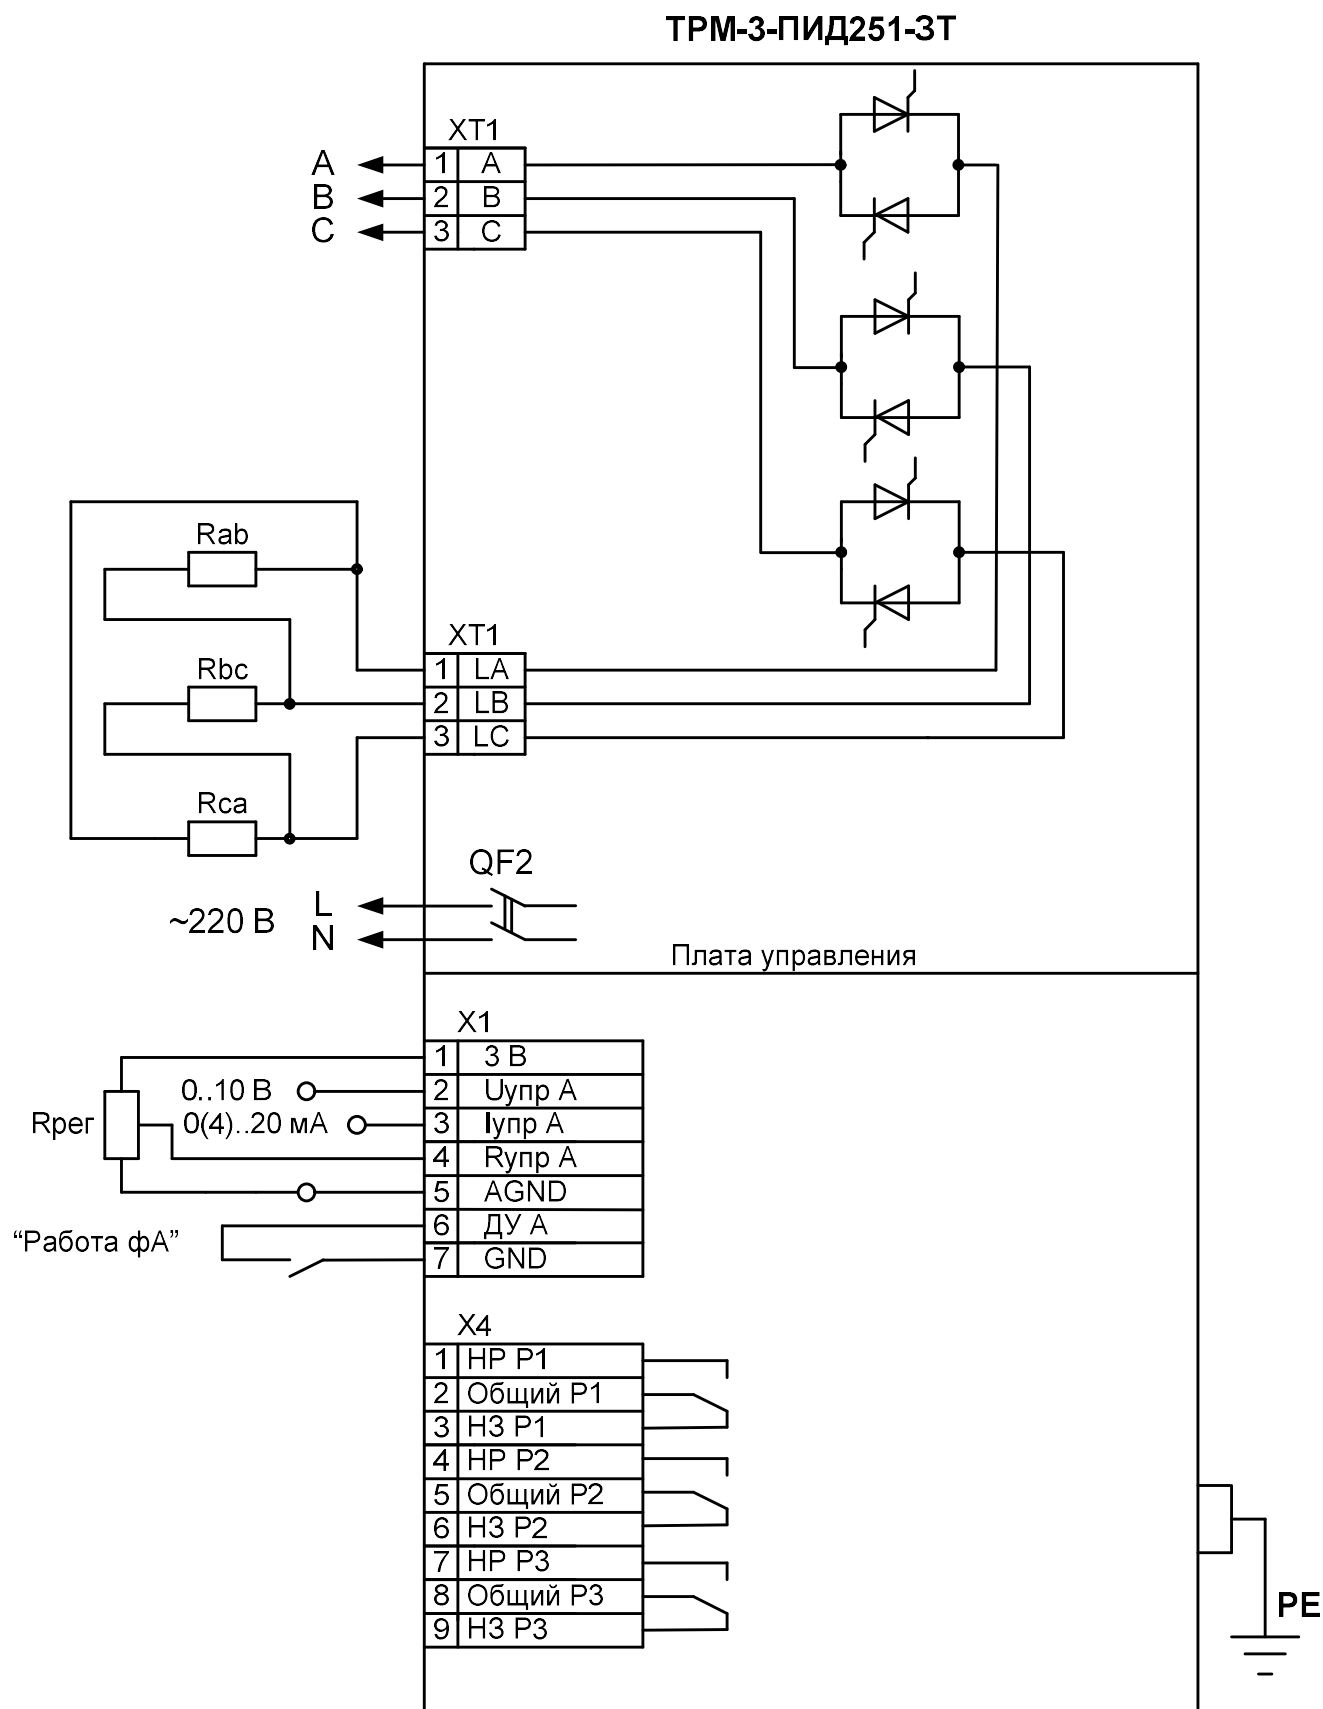 ТРМ-3-ПИД251-ЗТ
XT1
A 1 A
B 2 B
C 3 C
Rab
XT1
Rbc 1 LA
2 LB
3 LC
Rca
QF2
~220 В L
N
Плата управления
X1
1 3 В
0..10 В 2 Uупр А
Rрег 0(4)..20 мА 3 Iупр А
4 Rупр А
5 AGND
“Работа фА” 6 ДУ А
7 GND
X4
1 НР Р1
2 Общий Р1
3 НЗ Р1
4 НР Р2
5 Общий Р2
6 НЗ Р2
7 НР Р3
8 Общий Р3
9 НЗ Р3
PE